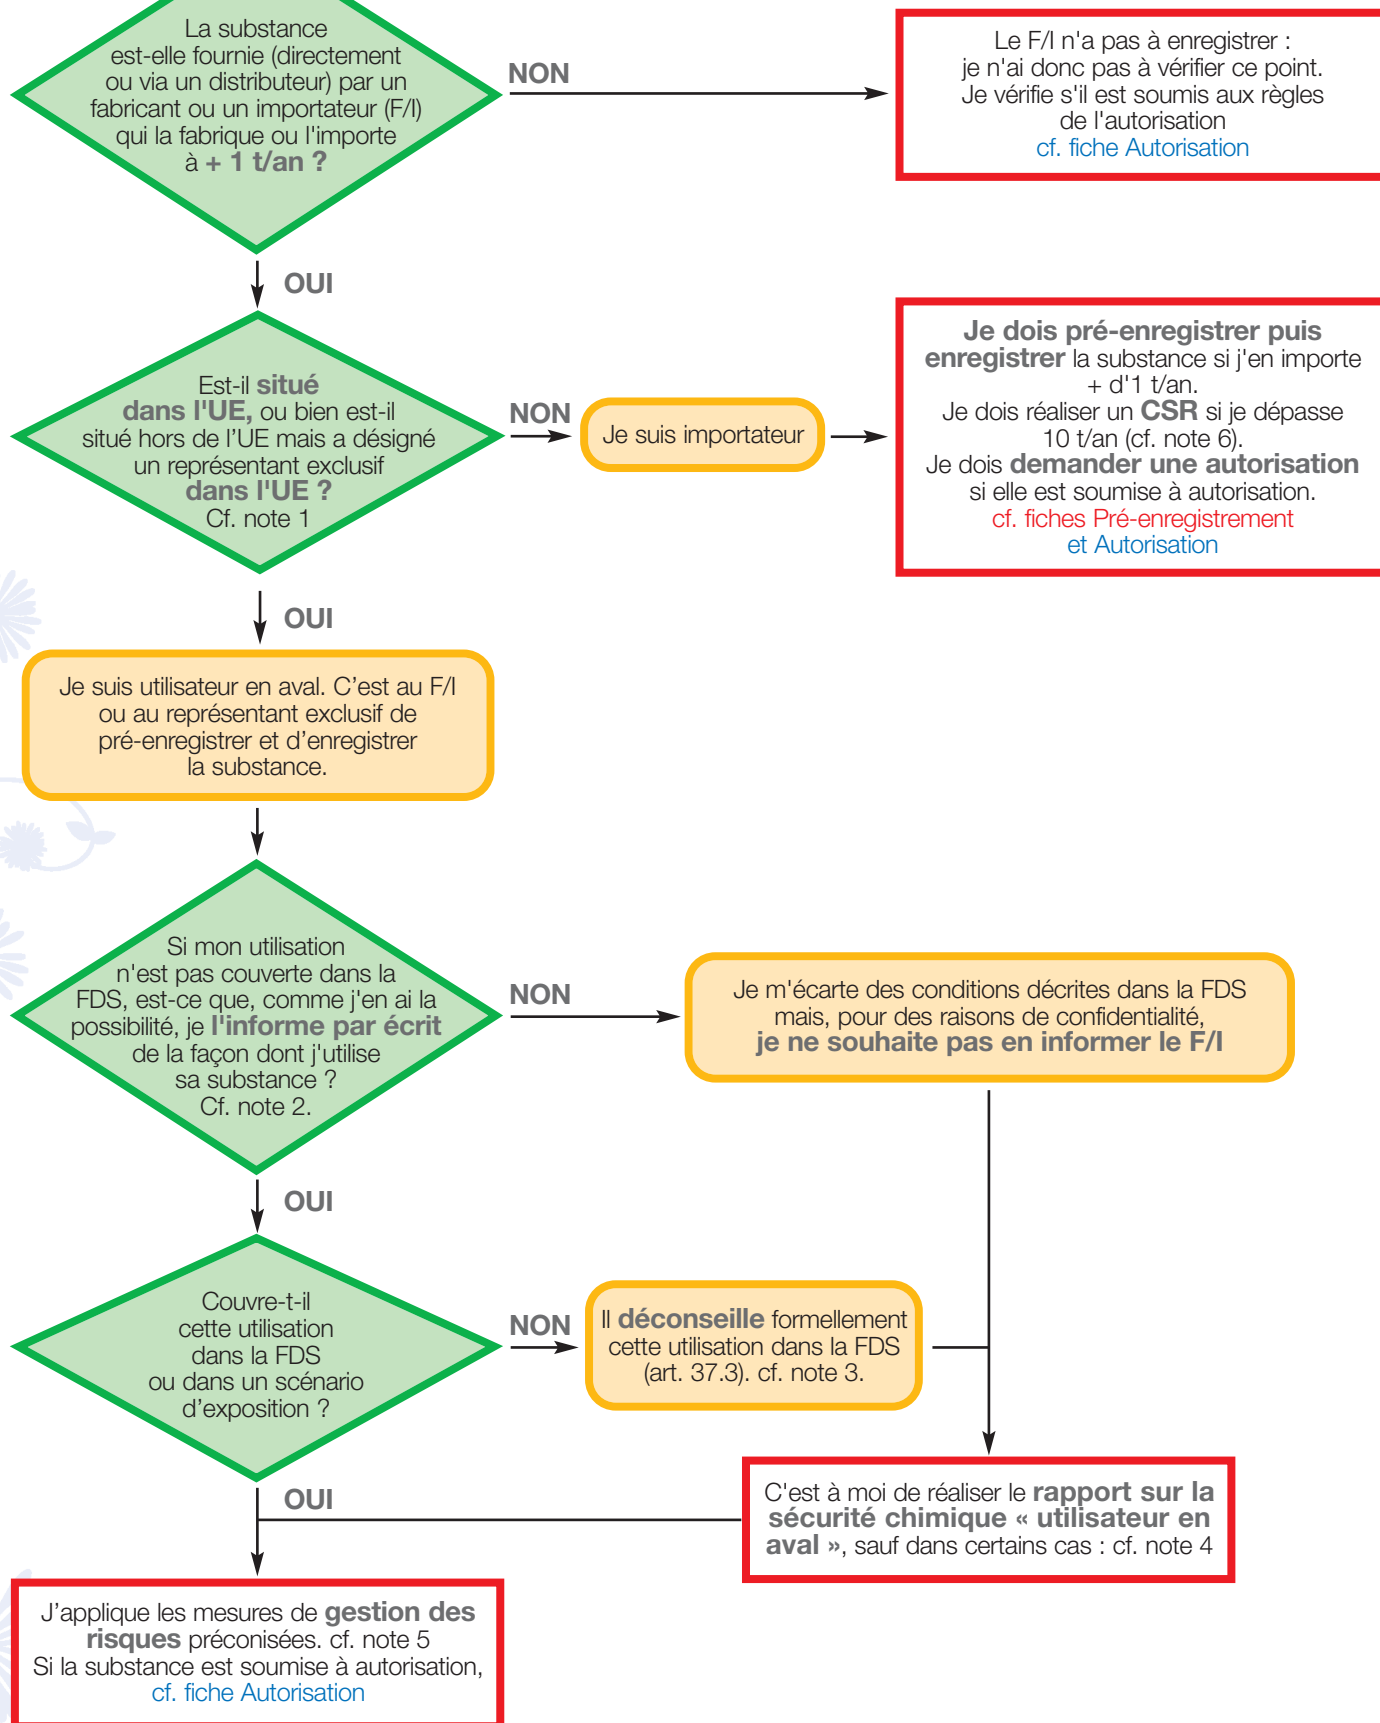 La substance
est-elle fournie (directement
ou via un distributeur) par un
fabricant ou un importateur (F/I)
qui la fabrique ou l'importe
à + 1 t/an ?
NON
Le F/I n'a pas à enregistrer :
je n'ai donc pas à vérifier ce point.
Je vérifie s'il est soumis aux règles
de l'autorisation
cf. fiche Autorisation
OUI
Est-il situé
dans l'UE, ou bien est-il
situé hors de l’UE mais a désigné
un représentant exclusif
dans l'UE ?
Cf. note 1
NON
Je suis importateur
Je dois pré-enregistrer puis
enregistrer la substance si j'en importe
+ d'1 t/an.
Je dois réaliser un CSR si je dépasse
10 t/an (cf. note 6).
Je dois demander une autorisation
si elle est soumise à autorisation.
cf. fiches Pré-enregistrement
et Autorisation
OUI
Je suis utilisateur en aval. C’est au F/I
ou au représentant exclusif de
pré-enregistrer et d’enregistrer
la substance.
Si mon utilisation
n'est pas couverte dans la
FDS, est-ce que, comme j'en ai la
possibilité, je l'informe par écrit
de la façon dont j'utilise
sa substance ?
Cf. note 2.
NON
Je m'écarte des conditions décrites dans la FDS
mais, pour des raisons de confidentialité,
je ne souhaite pas en informer le F/I
OUI
Couvre-t-il
cette utilisation
dans la FDS
ou dans un scénario
d’exposition ?
NON
Il déconseille formellement
cette utilisation dans la FDS
(art. 37.3). cf. note 3.
OUI
C'est à moi de réaliser le rapport sur la
sécurité chimique « utilisateur en
aval », sauf dans certains cas : cf. note 4
J’applique les mesures de gestion des
risques préconisées. cf. note 5
Si la substance est soumise à autorisation,
cf. fiche Autorisation